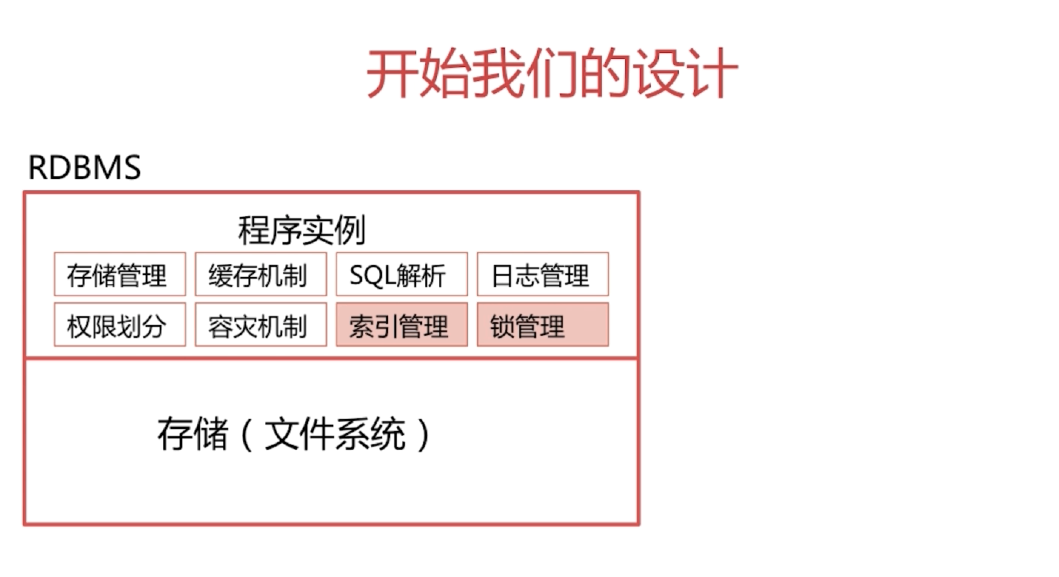 开始我们的设计
RDBMS
程序实例
存储管理 缓存机制 SQL解析 日志管理
权限划分 容灾机制 索引管理 锁管理
存储（文件系统）